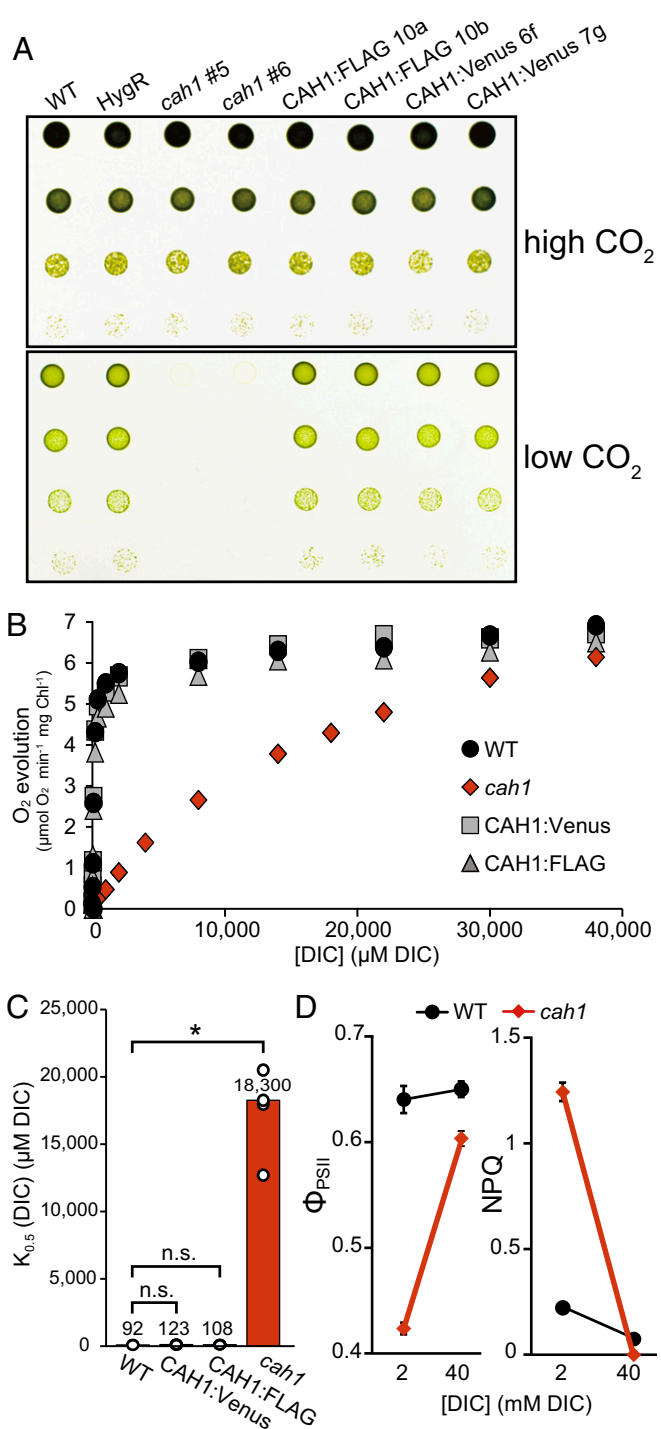 A
WT HygR cah1 #5 cah1 #6 CAH1:FLAG 10a CAH1:FLAG 10b CAH1:Venus 6f CAH1:Venus 7g
high CO₂
low CO₂
B
O₂ evolution
(µmol O₂ min⁻¹ mg Chl⁻¹)
7
6
5
4
3
2
1
0
WT
cah1
CAH1:Venus
CAH1:FLAG
0 10,000 20,000 30,000 40,000
[DIC] (µM DIC)
C
K₀.₅ (DIC) (µM DIC)
25,000
20,000
15,000
10,000
5,000
0
*
18,300
n.s.
n.s.
92 123 108
WT CAH1:Venus CAH1:FLAG cah1
D
WT cah1
ΦPSII
0.7
0.6
0.5
0.4
NPQ
1.5
1
0.5
0
2 40 2 40
[DIC] (mM DIC)